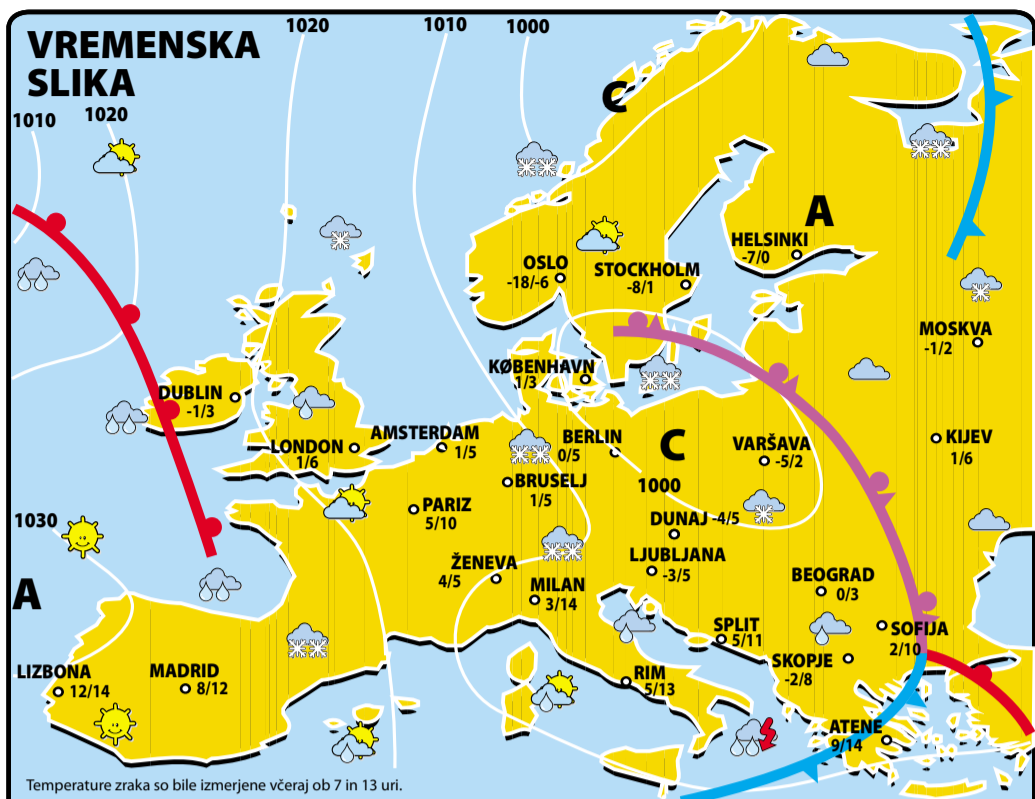 VREMENSKA
SLIKA
1010
1020
1020
1010
1000
C
A
HELSINKI
-7/0
OSLO
-18/-6
STOCKHOLM
-8/1
MOSKVA
-1/2
KØBENHAVN
1/3
DUBLIN
-1/3
LONDON
1/6
AMSTERDAM
1/5
BERLIN
0/5
C
VARŠAVA
-5/2
KIJEV
1/6
BRUSELJ
1/5
1000
PARIZ
5/10
DUNAJ -4/5
1030
LJUBLJANA
-3/5
ŽENEVA
4/5
MILAN
3/14
BEOGRAD
0/3
A
SPLIT
5/11
SOFIJA
2/10
SKOPJE
-2/8
LIZBONA
12/14
MADRID
8/12
RIM
5/13
ATENE
9/14
Temperature zraka so bile izmerjene včeraj ob 7 in 13 uri.